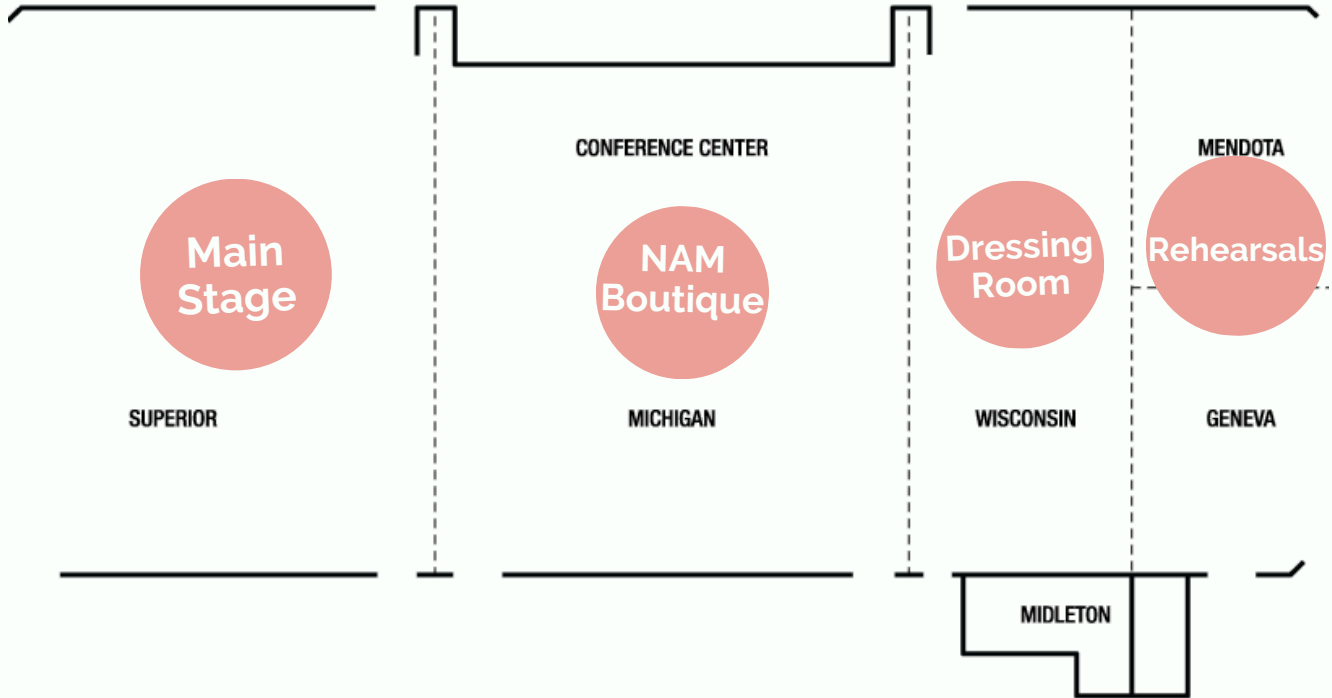 CONFERENCE CENTER
MENDOTA
Main
Stage
NAM
Boutique
Dressing
Room
Rehearsals
SUPERIOR
MICHIGAN
WISCONSIN
GENEVA
MIDLETON